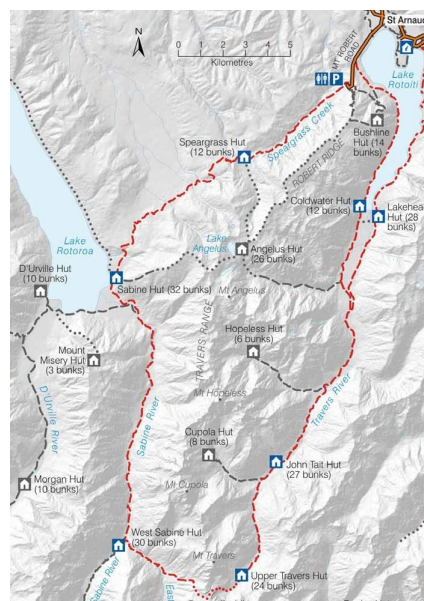 St Arnaud
N
0 1 2 3 4 5
Kilometres
MT ROBERT
ROAD
P
Lake
Rotoiti
Bushline
Hut (14
bunks)
Speargrass Creek
Speargrass Hut
(12 bunks)
ROBERT RIDGE
Coldwater Hut
(12 bunks)
Lakehead
Hut (28
bunks)
Lake
Rotoroa
Lake
Angelus
Angelus Hut
(26 bunks)
D'Urville Hut
(10 bunks)
Sabine Hut (32 bunks)
Mt Angelus
TRAVERS RANGE
Hopeless Hut
(6 bunks)
Mount
Misery Hut
(3 bunks)
Mt Hopeless
Travers River
D'Urville River
Sabine River
Cupola Hut
(8 bunks)
John Tait Hut
(27 bunks)
Morgan Hut
(10 bunks)
Mt Cupola
West Sabine Hut
(30 bunks)
Mt Travers
Upper Travers Hut
(24 bunks)
Sabine River
East